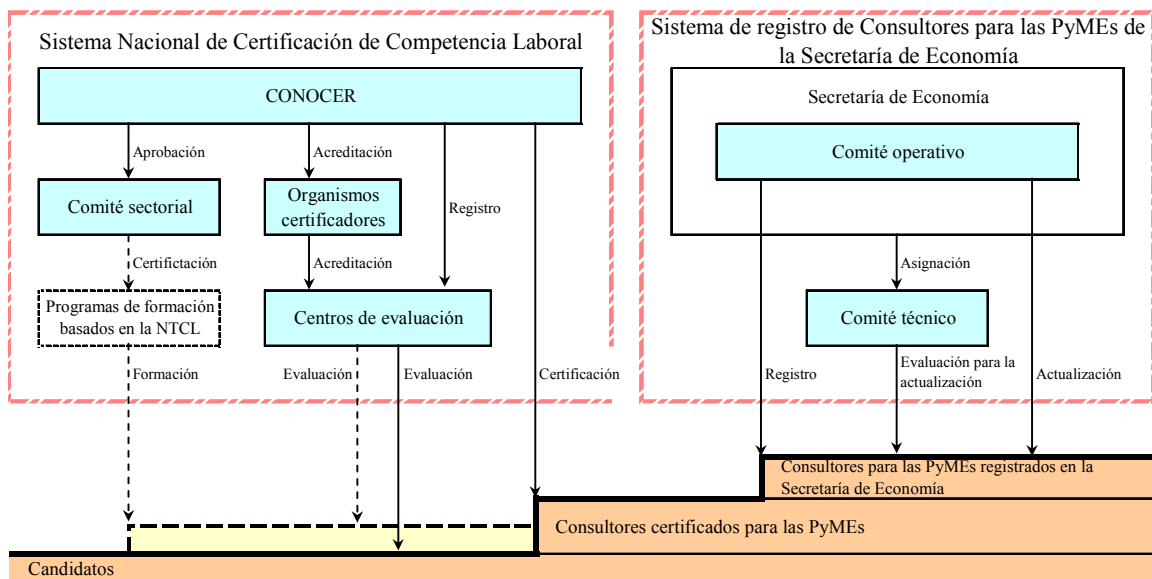 Sistema Nacional de Certificación de Competencia Laboral
CONOCER
Aprobación
Acreditación
Comité sectorial
Organismos
certificadores
Registro
Certifictación
Acreditación
Programas de formación
basados en la NTCL
Centros de evaluación
Formación
Evaluación
Evaluación
Certificación
Sistema de registro de Consultores para las PyMEs de
la Secretaría de Economía
Secretaría de Economía
Comité operativo
Asignación
Comité técnico
Registro
Evaluación para la
actualización
Actualización
Consultores para las PyMEs registrados en la
Secretaría de Economía
Consultores certificados para las PyMEs
Candidatos